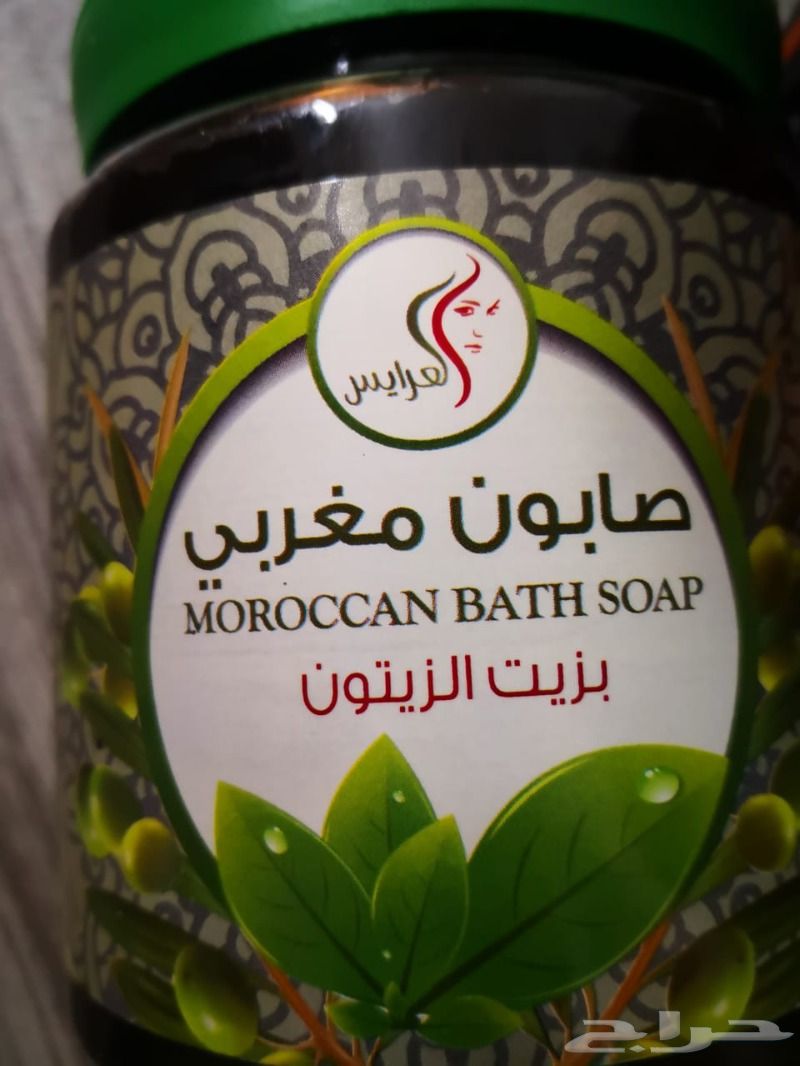 العرايس
صابون مغربي
MOROCCAN BATH SOAP
بزيت الزيتون
حراج